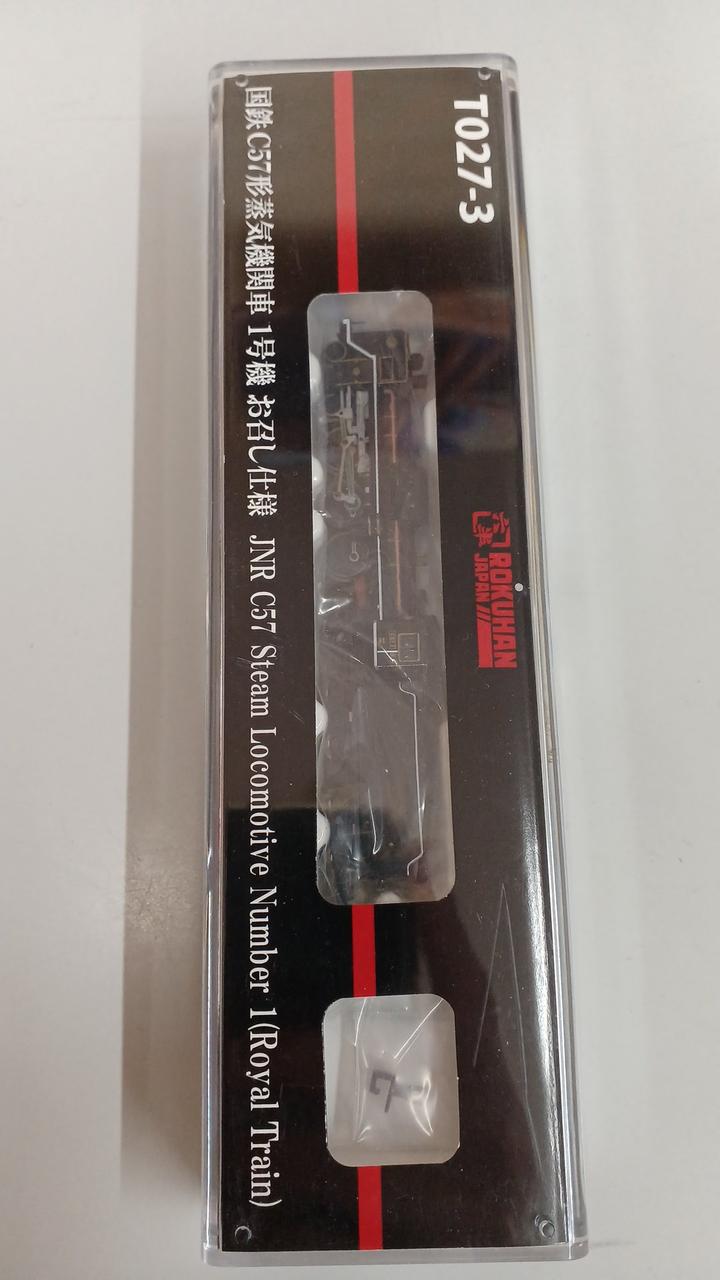 T027-3
ROKUHAN
JAPAN
国鉄C57形蒸気機関車 1号機 お召し仕様 JNR C57 Steam Locomotive Number 1(Royal Train)